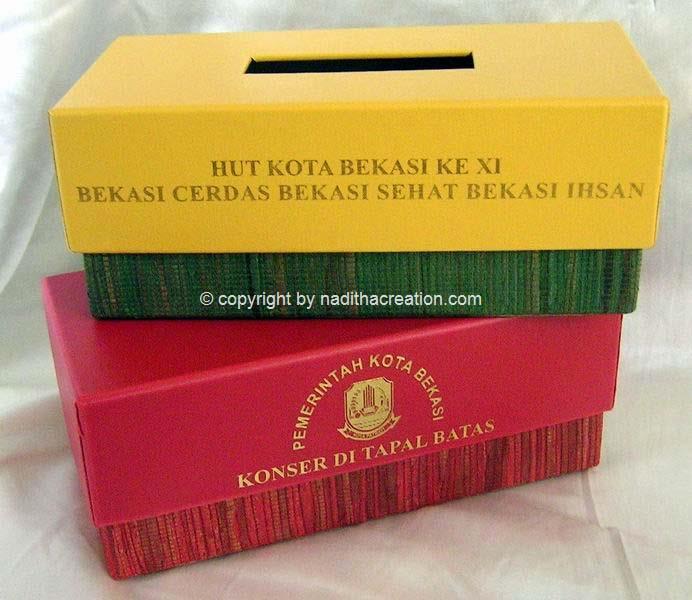 HUT KOTA BEKASI KE XI
BEKASI CERDAS BEKASI SEHAT BEKASI IHSAN
© copyright by nadithacreation.com
PEMERINTAH KOTA BEKASI
KONSER DI TAPAL BATAS